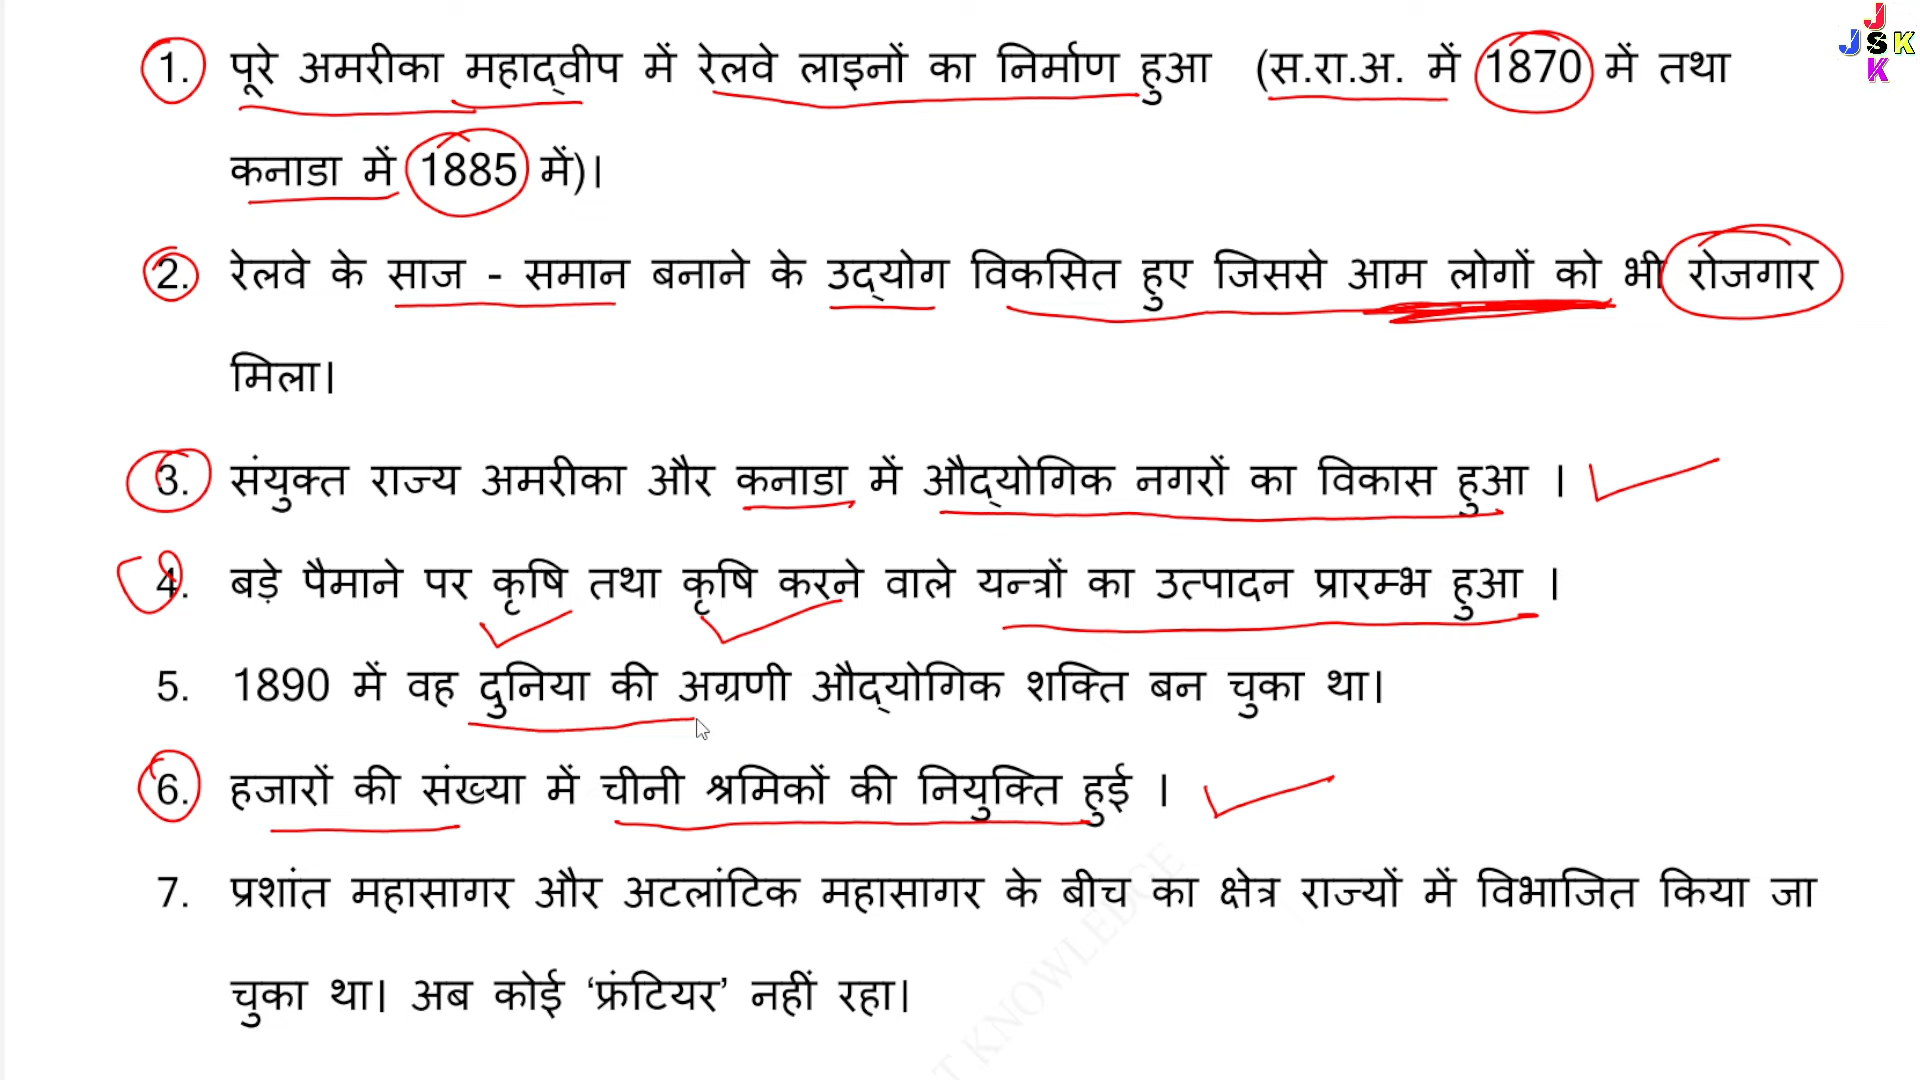 J
JSK
K
1. पूरे अमरीका महाद्वीप में रेलवे लाइनों का निर्माण हुआ (स.रा.अ. में 1870 में तथा
कनाडा में 1885 में)।
2. रेलवे के साज - समान बनाने के उद्योग विकसित हुए जिससे आम लोगों को भी रोजगार
मिला।
3. संयुक्त राज्य अमरीका और कनाडा में औद्योगिक नगरों का विकास हुआ ।
4. बड़े पैमाने पर कृषि तथा कृषि करने वाले यन्त्रों का उत्पादन प्रारम्भ हुआ ।
5. 1890 में वह दुनिया की अग्रणी औद्योगिक शक्ति बन चुका था।
6. हजारों की संख्या में चीनी श्रमिकों की नियुक्ति हुई ।
7. प्रशांत महासागर और अटलांटिक महासागर के बीच का क्षेत्र राज्यों में विभाजित किया जा
चुका था। अब कोई ‘फ्रंटियर’ नहीं रहा।
T KNOWLEDGE